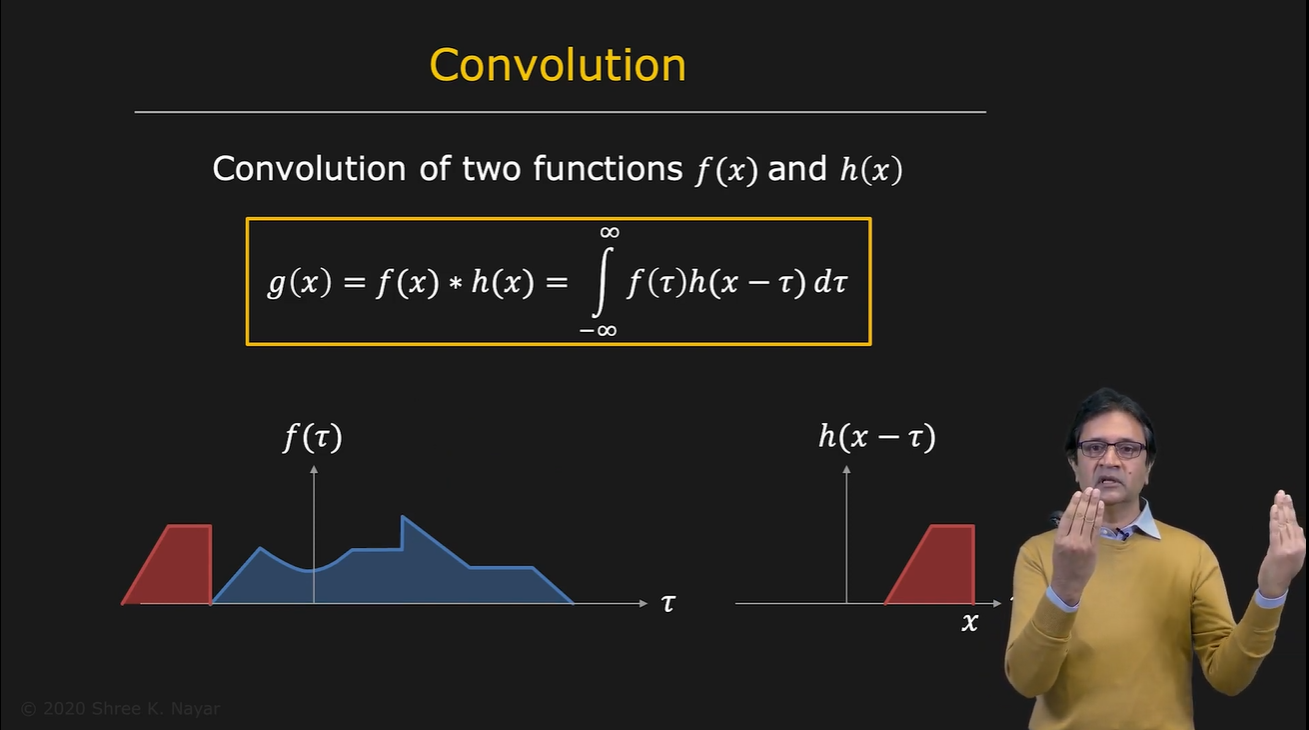 Convolution
Convolution of two functions f(x) and h(x)
g(x) = f(x) ∗ h(x) = ∫_{−∞}^{∞} f(τ)h(x − τ) dτ
f(τ)
h(x − τ)
τ
x
© 2020 Shree K. Nayar